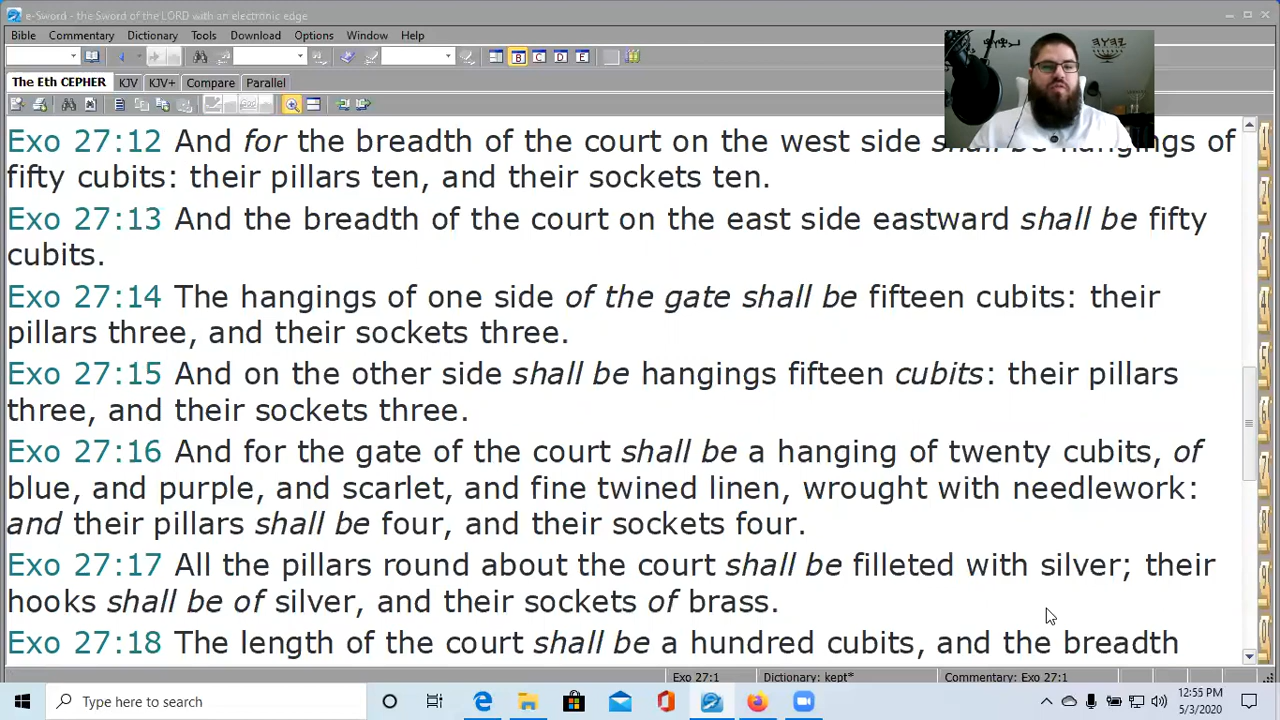 e-Sword - the Sword of the LORD with an electronic edge
Bible Commentary Dictionary Tools Options Download Window Help
The Eth CEPHER KJV KJV+ Compare Parallel
Exo 27:12 And for the breadth of the court on the west side shall be hangings of
fifty cubits: their pillars ten, and their sockets ten.
Exo 27:13 And the breadth of the court on the east side eastward shall be fifty
cubits.
Exo 27:14 The hangings of one side of the gate shall be fifteen cubits: their
pillars three, and their sockets three.
Exo 27:15 And on the other side shall be hangings fifteen cubits: their pillars
three, and their sockets three.
Exo 27:16 And for the gate of the court shall be a hanging of twenty cubits, of
blue, and purple, and scarlet, and fine twined linen, wrought with needlework:
and their pillars shall be four, and their sockets four.
Exo 27:17 All the pillars round about the court shall be filleted with silver; their
hooks shall be of silver, and their sockets of brass.
Exo 27:18 The length of the court shall be a hundred cubits, and the breadth
Exo 27:1 Dictionary: kept* Commentary: Exo 27:1
Type here to search
12:55 PM
5/3/2020